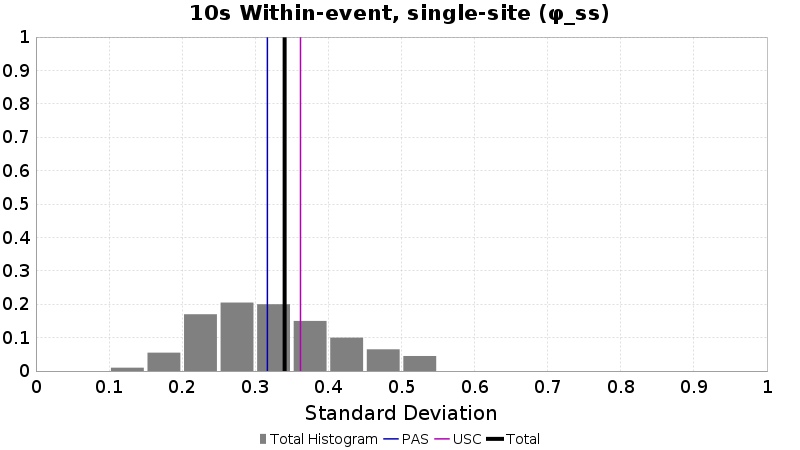 10s Within-event, single-site (φ_ss)
1
0.9
0.8
0.7
0.6
0.5
0.4
0.3
0.2
0.1
0
0 0.1 0.2 0.3 0.4 0.5 0.6 0.7 0.8 0.9 1
Standard Deviation
Total Histogram PAS USC Total